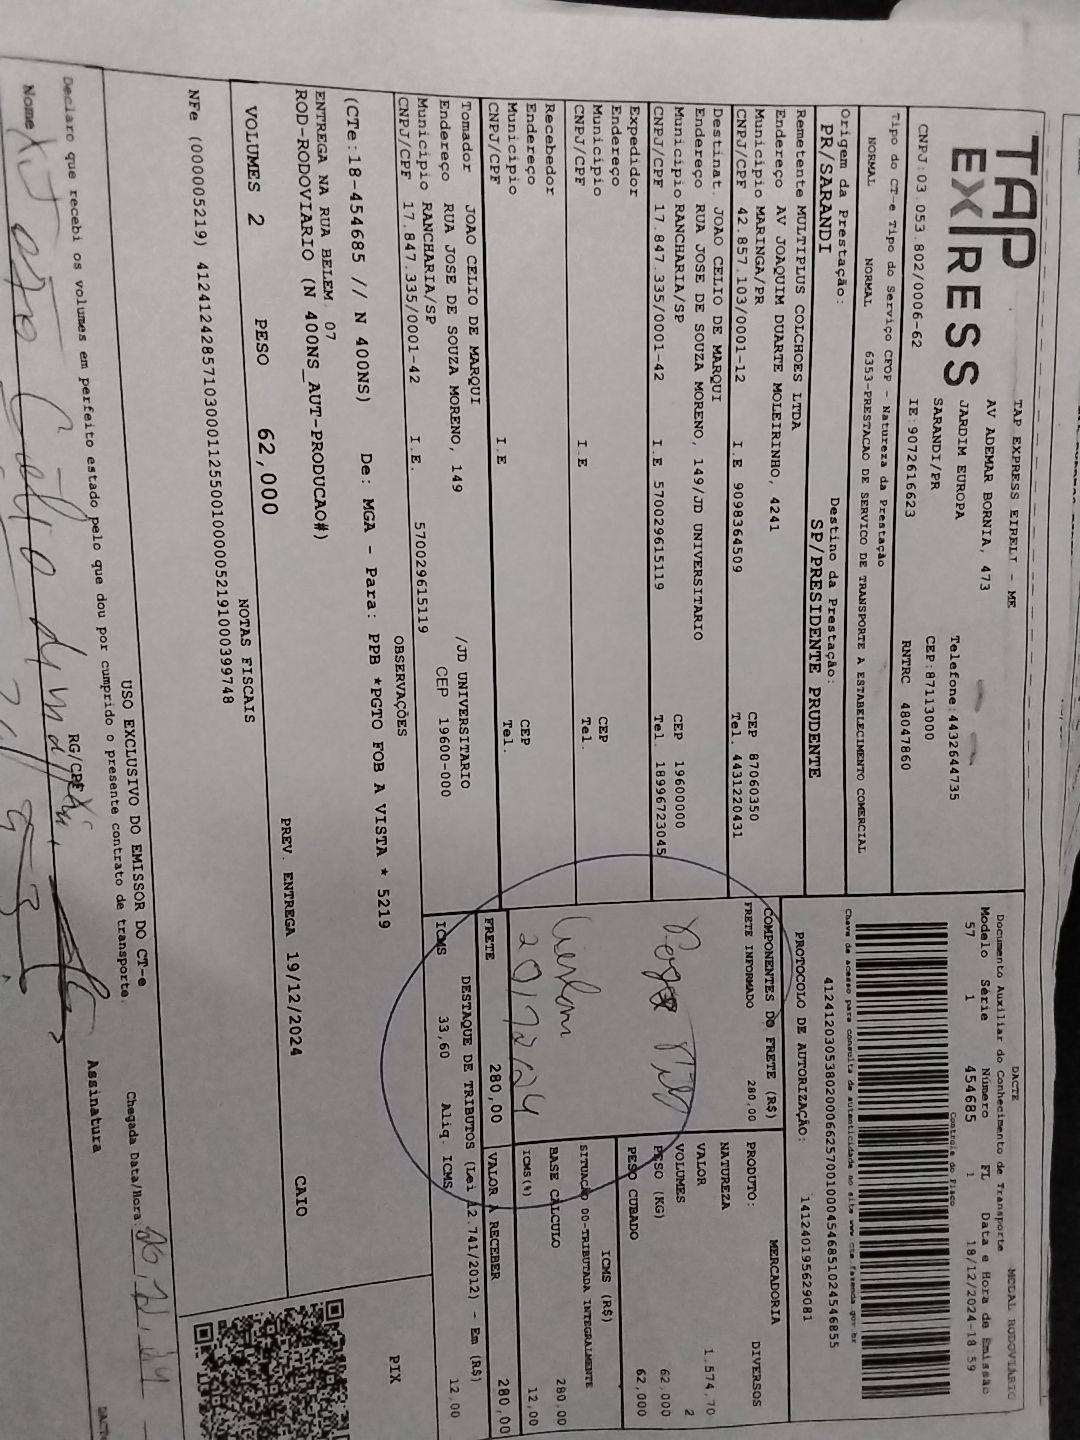 TAP
EXPRESS
TAP EXPRESS EIRELI - ME
AV ADEMAR BORNIA, 473
JARDIM EUROPA
SARANDI/PR
Telefone:4432644735
CEP:87113000
CNPJ:03.053.802/0006-62 IE:9072616623 RNTRC 48047860
Tipo do CT-e Tipo do Serviço CFOP - Natureza da Prestação
NORMAL NORMAL 6353-PRESTACAO DE SERVICO DE TRANSPORTE A ESTABELECIMENTO COMERCIAL
Origem da Prestação: Destino da Prestação:
PR/SARANDI SP/PRESIDENTE PRUDENTE
DACTE MODAL RODOVIÁRIO
Documento Auxiliar do Conhecimento de Transporte
Modelo Série Número FL Data e Hora de Emissão
57 1 454685 1 18/12/2024-18:59
Controle do Fisco
Chave de acesso para consulta de autenticidade no site www.cte.fazenda.gov.br
41241203053802000662570010004546851024546855
PROTOCOLO DE AUTORIZAÇÃO: 141240195629081
Remetente MULTIPLUS COLCHOES LTDA
Endereço AV JOAQUIM DUARTE MOLEIRINHO, 4241
Município MARINGA/PR CEP 87060350
CNPJ/CPF 42.857.103/0001-12 I.E 9098364509 Tel. 4431220431
Destinat. JOAO CELIO DE MARQUI
Endereço RUA JOSE DE SOUZA MORENO, 149/JD UNIVERSITARIO
Município RANCHARIA/SP CEP 19600000
CNPJ/CPF 17.847.335/0001-42 I.E 570029615119 Tel. 18996723045
Expedidor
Endereço
Município CEP
CNPJ/CPF I.E Tel.
Recebedor
Endereço
Município CEP
CNPJ/CPF I.E Tel.
Tomador JOAO CELIO DE MARQUI
Endereço RUA JOSE DE SOUZA MORENO, 149 /JD UNIVERSITARIO
Município RANCHARIA/SP CEP 19600-000
CNPJ/CPF 17.847.335/0001-42 I.E. 570029615119
COMPONENTES DO FRETE (R$)
FRETE INFORMADO 280,00
20/12/24
FRETE 280,00
MERCADORIA
PRODUTO: DIVERSOS
NATUREZA
VALOR 1.574,70
VOLUMES 2
PESO (KG) 62,000
PESO CUBADO 62,000
ICMS (R$)
SITUAÇÃO 00-TRIBUTADA INTEGRALMENTE
BASE CÁLCULO 280,00
ICMS(%) 12,00
VALOR A RECEBER 280,00
DESTAQUE DE TRIBUTOS (Lei 12.741/2012) - Em (R$)
ICMS 33,60 Aliq. ICMS 12,00
OBSERVAÇÕES
(CTe:18-454685 // N 400NS) De: MGA - Para: PPB *PGTO FOB A VISTA * 5219
ENTREGA NA RUA BELEM 07
ROD-RODOVIARIO (N 400NS_AUT-PRODUCAO#)
PIX
VOLUMES 2 PESO 62,000 PREV. ENTREGA 19/12/2024 CAIO
NOTAS FISCAIS
NFe (000005219) 41241242857103000112550010000052191000399748
USO EXCLUSIVO DO EMISSOR DO CT-e
Declaro que recebi os volumes em perfeito estado pelo que dou por cumprido o presente contrato de transporte
Chegada Data/Hora:
Nome
RG/CPF
Assinatura